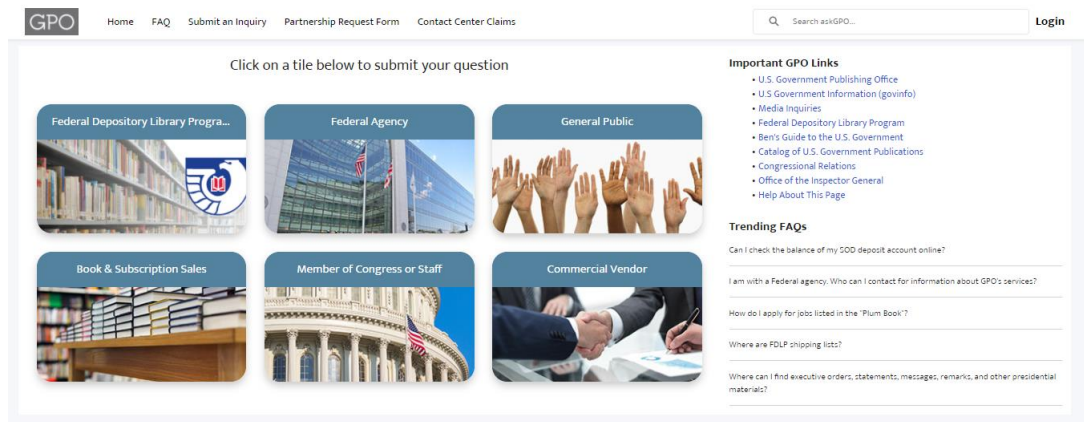 GPO
Home FAQ Submit an Inquiry Partnership Request Form Contact Center Claims
Search askGPO...
Login
Click on a tile below to submit your question
Federal Depository Library Progra...
Federal Agency
General Public
Book & Subscription Sales
Member of Congress or Staff
Commercial Vendor
Important GPO Links
• U.S. Government Publishing Office
• U.S Government Information (govinfo)
• Media Inquiries
• Federal Depository Library Program
• Ben's Guide to the U.S. Government
• Catalog of U.S. Government Publications
• Congressional Relations
• Office of the Inspector General
• Help About This Page
Trending FAQs
Can I check the balance of my SOD deposit account online?
I am with a Federal agency. Who can I contact for information about GPO's services?
How do I apply for jobs listed in the "Plum Book"?
Where are FDLP shipping lists?
Where can I find executive orders, statements, messages, remarks, and other presidential
materials?